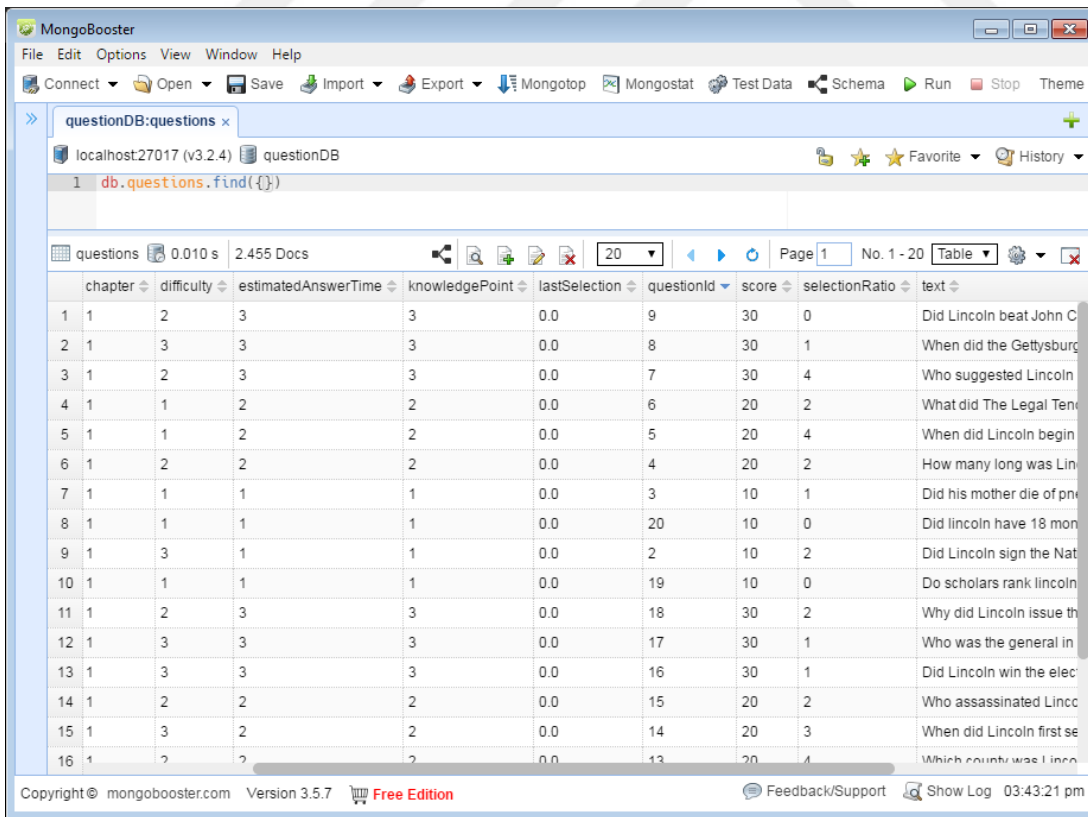 MongoBooster
File Edit Options View Window Help
Connect Open Save Import Export Mongotop Mongostat Test Data Schema Run Stop Theme
questionDB:questions x
localhost:27017 (v3.2.4) questionDB Favorite History
1 db.questions.find({})
questions 0.010 s 2.455 Docs 20 Page 1 No. 1 - 20 Table
chapter difficulty estimatedAnswerTime knowledgePoint lastSelection questionId score selectionRatio text
1 1 2 3 3 0.0 9 30 0 Did Lincoln beat John C
2 1 3 3 3 0.0 8 30 1 When did the Gettysburg
3 1 2 3 3 0.0 7 30 4 Who suggested Lincoln
4 1 1 2 2 0.0 6 20 2 What did The Legal Ten
5 1 1 2 2 0.0 5 20 4 When did Lincoln begin
6 1 2 2 2 0.0 4 20 2 How many long was Lin
7 1 1 1 1 0.0 3 10 1 Did his mother die of pne
8 1 1 1 1 0.0 20 10 0 Did lincoln have 18 mon
9 1 3 1 1 0.0 2 10 2 Did Lincoln sign the Nat
10 1 1 1 1 0.0 19 10 0 Do scholars rank lincoln
11 1 2 3 3 0.0 18 30 2 Why did Lincoln issue th
12 1 3 3 3 0.0 17 30 1 Who was the general in
13 1 3 3 3 0.0 16 30 1 Did Lincoln win the elec
14 1 2 2 2 0.0 15 20 2 Who assassinated Linco
15 1 3 2 2 0.0 14 20 3 When did Lincoln first se
16 1 2 2 2 0.0 13 20 4 Which county was Linco
Copyright © mongobooster.com Version 3.5.7 Free Edition Feedback/Support Show Log 03:43:21 pm